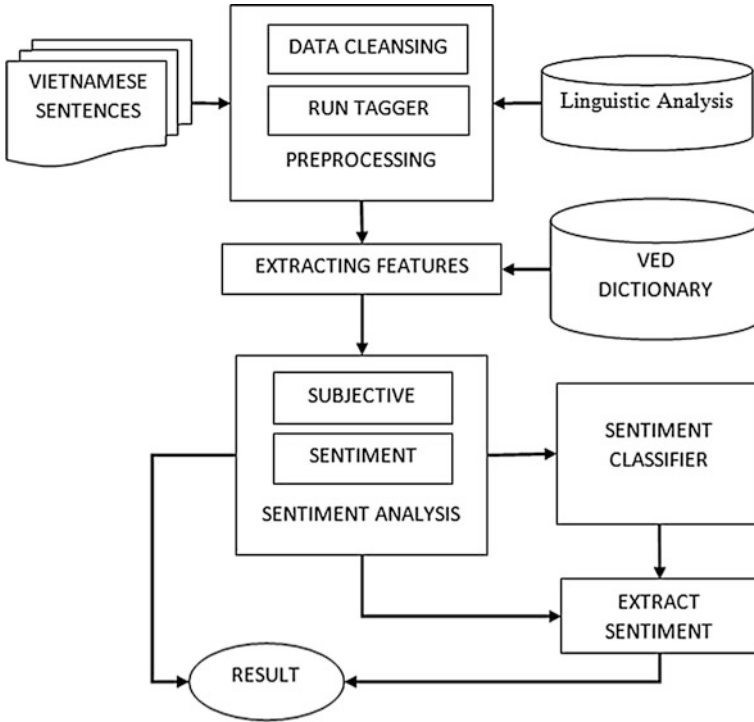 VIETNAMESE
SENTENCES
DATA CLEANSING
RUN TAGGER
PREPROCESSING
Linguistic Analysis
EXTRACTING FEATURES
VED
DICTIONARY
SUBJECTIVE
SENTIMENT
SENTIMENT ANALYSIS
SENTIMENT
CLASSIFIER
EXTRACT
SENTIMENT
RESULT